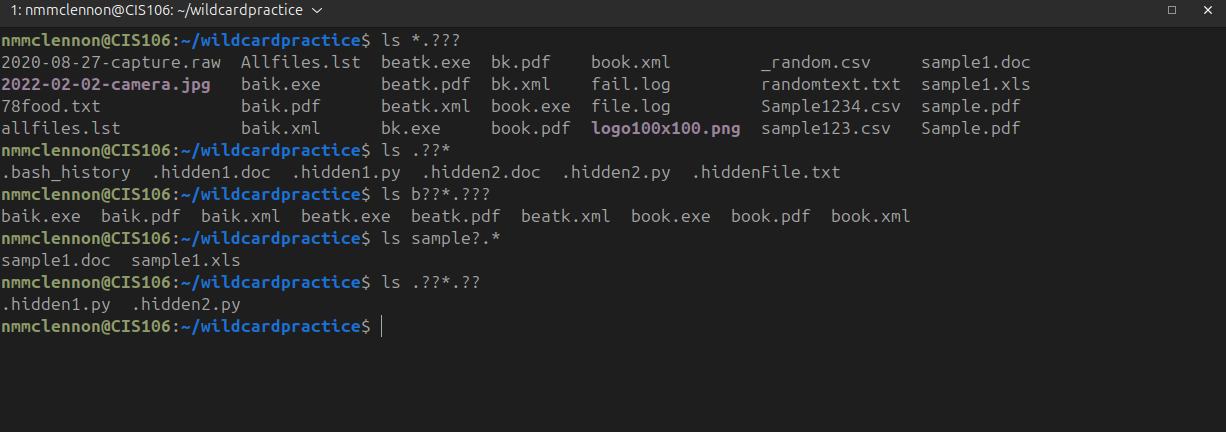 1: nmmclennon@CIS106: ~/wildcardpractice
nmmclennon@CIS106:~/wildcardpractice$ ls *.???
2020-08-27-capture.raw Allfiles.lst beatk.exe bk.pdf book.xml _random.csv sample1.doc
2022-02-02-camera.jpg baik.exe beatk.pdf bk.xml fail.log randomtext.txt sample1.xls
78food.txt baik.pdf beatk.xml book.exe file.log Sample1234.csv sample.pdf
allfiles.lst baik.xml bk.exe book.pdf logo100x100.png sample123.csv Sample.pdf
nmmclennon@CIS106:~/wildcardpractice$ ls .??*
.bash_history .hidden1.doc .hidden1.py .hidden2.doc .hidden2.py .hiddenFile.txt
nmmclennon@CIS106:~/wildcardpractice$ ls b??*.???
baik.exe baik.pdf baik.xml beatk.exe beatk.pdf beatk.xml book.exe book.pdf book.xml
nmmclennon@CIS106:~/wildcardpractice$ ls sample?.*
sample1.doc sample1.xls
nmmclennon@CIS106:~/wildcardpractice$ ls .??*.??
.hidden1.py .hidden2.py
nmmclennon@CIS106:~/wildcardpractice$